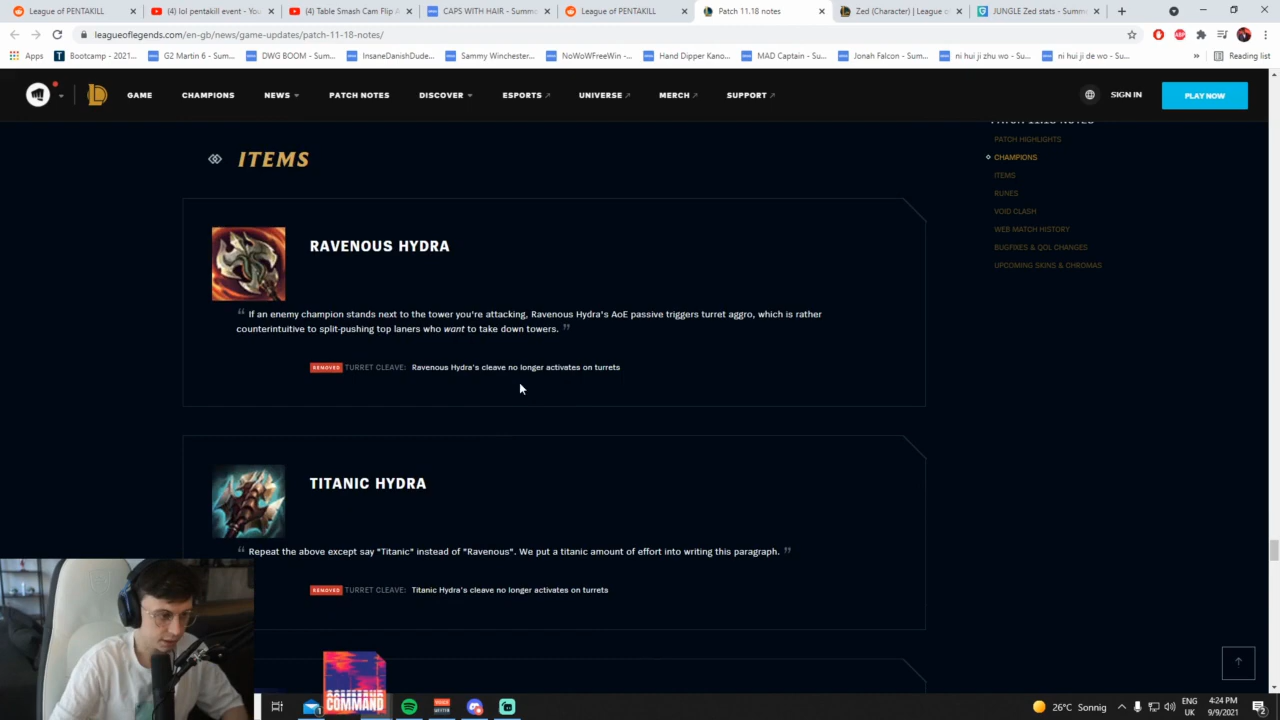 League of PENTAKILL
(4) lol pentakill event - You
(4) Table Smash Cam Flip A
CAPS WITH HAIR - Summo
League of PENTAKILL
Patch 11.18 notes
Zed (Character) | League o
JUNGLE Zed stats - Summ
leagueoflegends.com/en-gb/news/game-updates/patch-11-18-notes/
Apps
Bootcamp - 2021...
G2 Martin 6 - Sum...
DWG BOOM - Sum...
InsaneDanishDude...
Sammy Winchester...
NoWoWFreeWin -...
Hand Dipper Kano...
MAD Captain - Su...
Jonah Falcon - Su...
ni hui ji zhu wo - Su...
ni hui ji de wo - Su...
»
Reading list
GAME
CHAMPIONS
NEWS
PATCH NOTES
DISCOVER
ESPORTS
UNIVERSE
MERCH
SUPPORT
SIGN IN
PLAY NOW
PATCH 11.18 NOTES
PATCH HIGHLIGHTS
CHAMPIONS
ITEMS
RUNES
VOID CLASH
WEB MATCH HISTORY
BUGFIXES & QOL CHANGES
UPCOMING SKINS & CHROMAS
ITEMS
RAVENOUS HYDRA
“ If an enemy champion stands next to the tower you're attacking, Ravenous Hydra's AoE passive triggers turret aggro, which is rather
counterintuitive to split-pushing top laners who want to take down towers. ”
REMOVED TURRET CLEAVE: Ravenous Hydra's cleave no longer activates on turrets
TITANIC HYDRA
“ Repeat the above except say "Titanic" instead of "Ravenous". We put a titanic amount of effort into writing this paragraph. ”
REMOVED TURRET CLEAVE: Titanic Hydra's cleave no longer activates on turrets
COMMAND
26°C Sonnig
ENG
UK
4:24 PM
9/9/2021
2